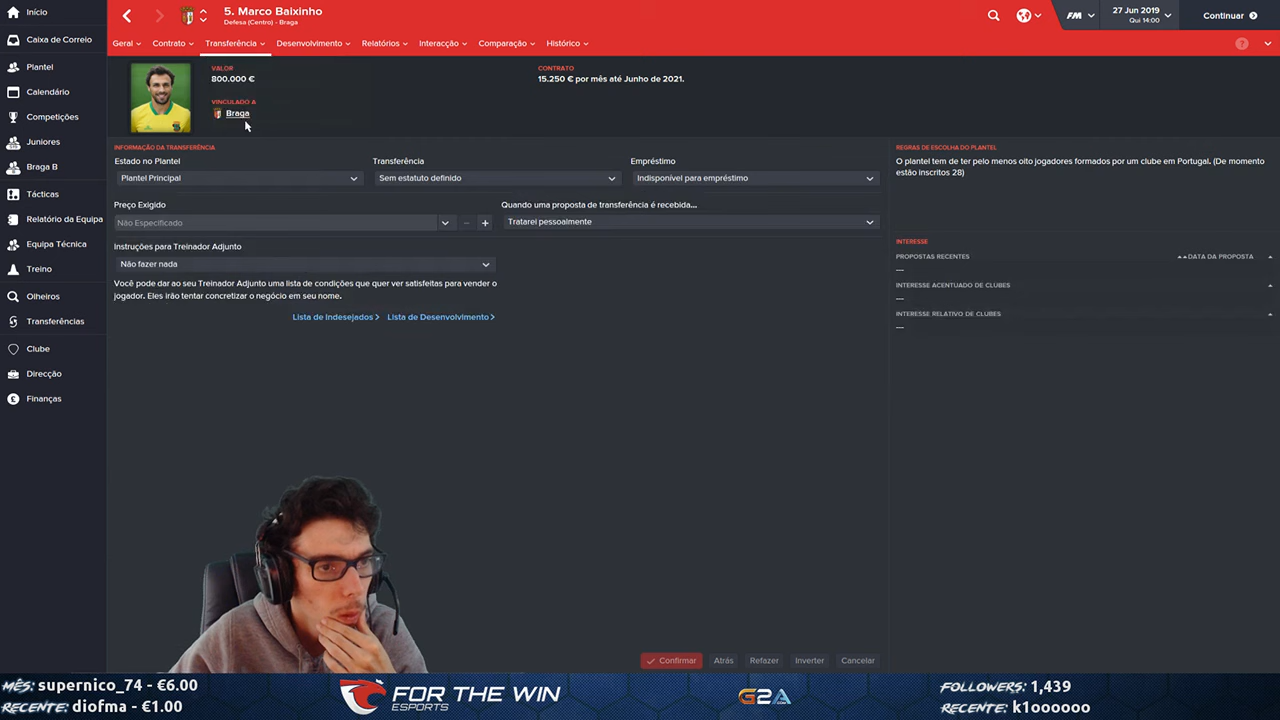 Início
Caixa de Correio
Plantel
Calendário
Competições
Juniores
Braga B
Tácticas
Relatório da Equipa
Equipa Técnica
Treino
Olheiros
Transferências
Clube
Direcção
Finanças
5. Marco Baixinho
Defesa (Centro) - Braga
FM
27 Jun 2019
Qui 14:00
Continuar
Geral
Contrato
Transferência
Desenvolvimento
Relatórios
Interacção
Comparação
Histórico
VALOR
800.000 €
VINCULADO A
Braga
CONTRATO
15.250 € por mês até Junho de 2021.
INFORMAÇÃO DA TRANSFERÊNCIA
Estado no Plantel
Plantel Principal
Transferência
Sem estatuto definido
Empréstimo
Indisponível para empréstimo
Preço Exigido
Não Especificado
Quando uma proposta de transferência é recebida...
Tratarei pessoalmente
Instruções para Treinador Adjunto
Não fazer nada
Você pode dar ao seu Treinador Adjunto uma lista de condições que quer ver satisfeitas para vender o
jogador. Eles irão tentar concretizar o negócio em seu nome.
Lista de Indesejados >
Lista de Desenvolvimento >
REGRAS DE ESCOLHA DO PLANTEL
O plantel tem de ter pelo menos oito jogadores formados por um clube em Portugal. (De momento
estão inscritos 28)
INTERESSE
PROPOSTAS RECENTES
DATA DA PROPOSTA
---
INTERESSE ACENTUADO DE CLUBES
---
INTERESSE RELATIVO DE CLUBES
---
Confirmar
Atrás
Refazer
Inverter
Cancelar
MÊS: supernico_74 - €6.00
RECENTE: diofma - €1.00
FOR THE WIN
ESPORTS
G2A
.COM
FOLLOWERS: 1,439
RECENTE: k1oooooo